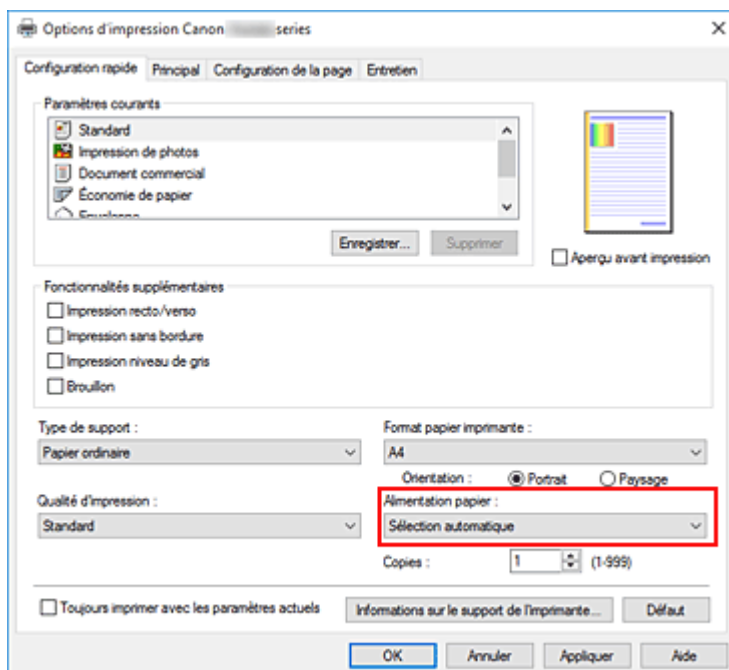 Options d'impression Canon series
Configuration rapide Principal Configuration de la page Entretien
Paramètres courants
Standard
Impression de photos
Document commercial
Économie de papier
Enregistrer... Supprimer
Aperçu avant impression
Fonctionnalités supplémentaires
Impression recto/verso
Impression sans bordure
Impression niveau de gris
Brouillon
Type de support : Format papier imprimante :
Papier ordinaire A4
Orientation : Portrait Paysage
Qualité d'impression : Alimentation papier :
Standard Sélection automatique
Copies : 1 (1-999)
Toujours imprimer avec les paramètres actuels Informations sur le support de l'imprimante... Défaut
OK Annuler Appliquer Aide